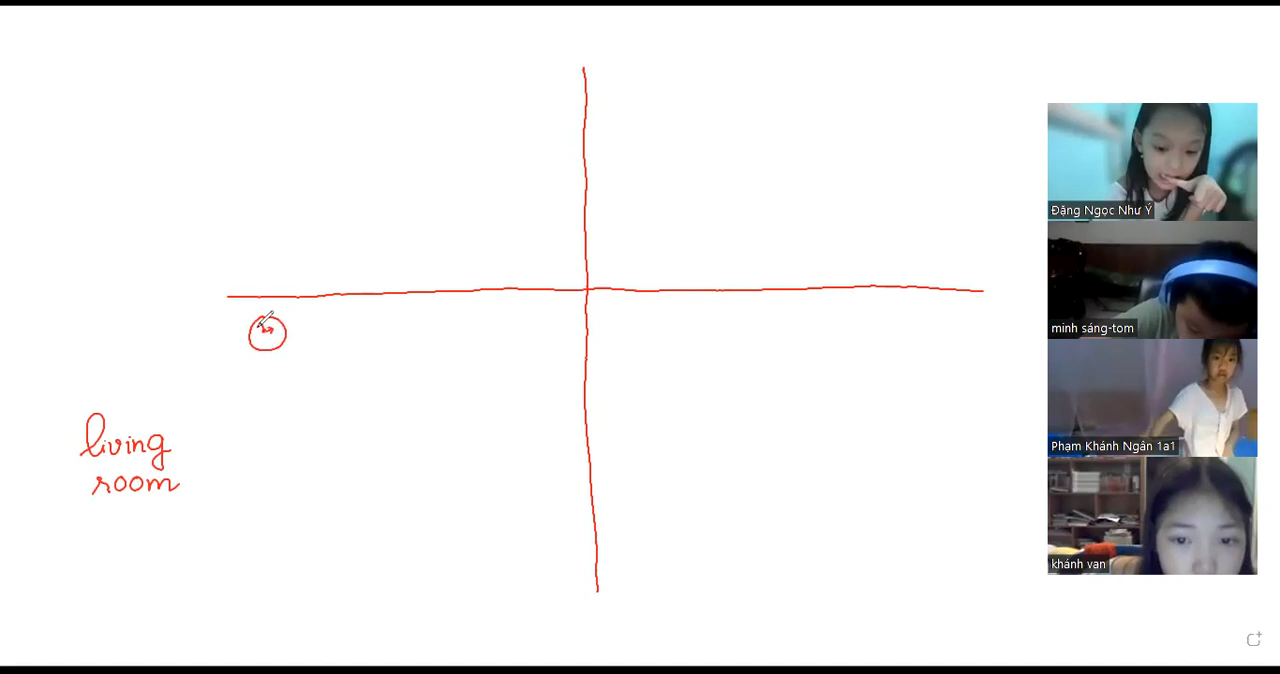 living
room
Đặng Ngọc Như Ý
minh sáng-tom
Phạm Khánh Ngân 1a1
khánh van